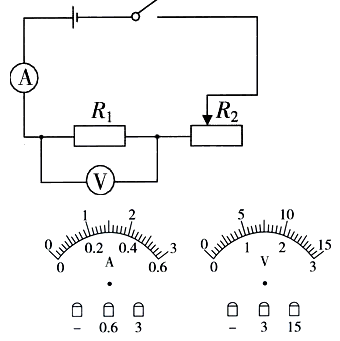 A
R1
R2
V
0 1 2 3
0 0.2 0.4 0.6
A
− 0.6 3
0 5 10 15
0 1 2 3
V
− 3 15